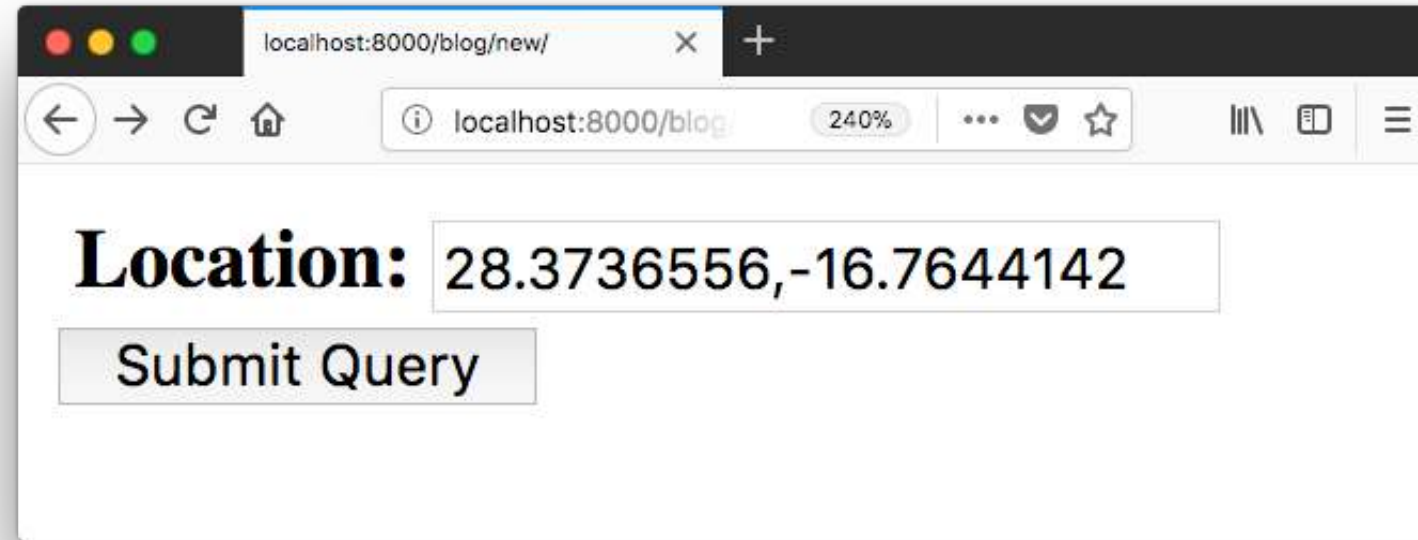 localhost:8000/blog/new/
localhost:8000/blog/ 240%
Location: 28.3736556,-16.7644142
Submit Query